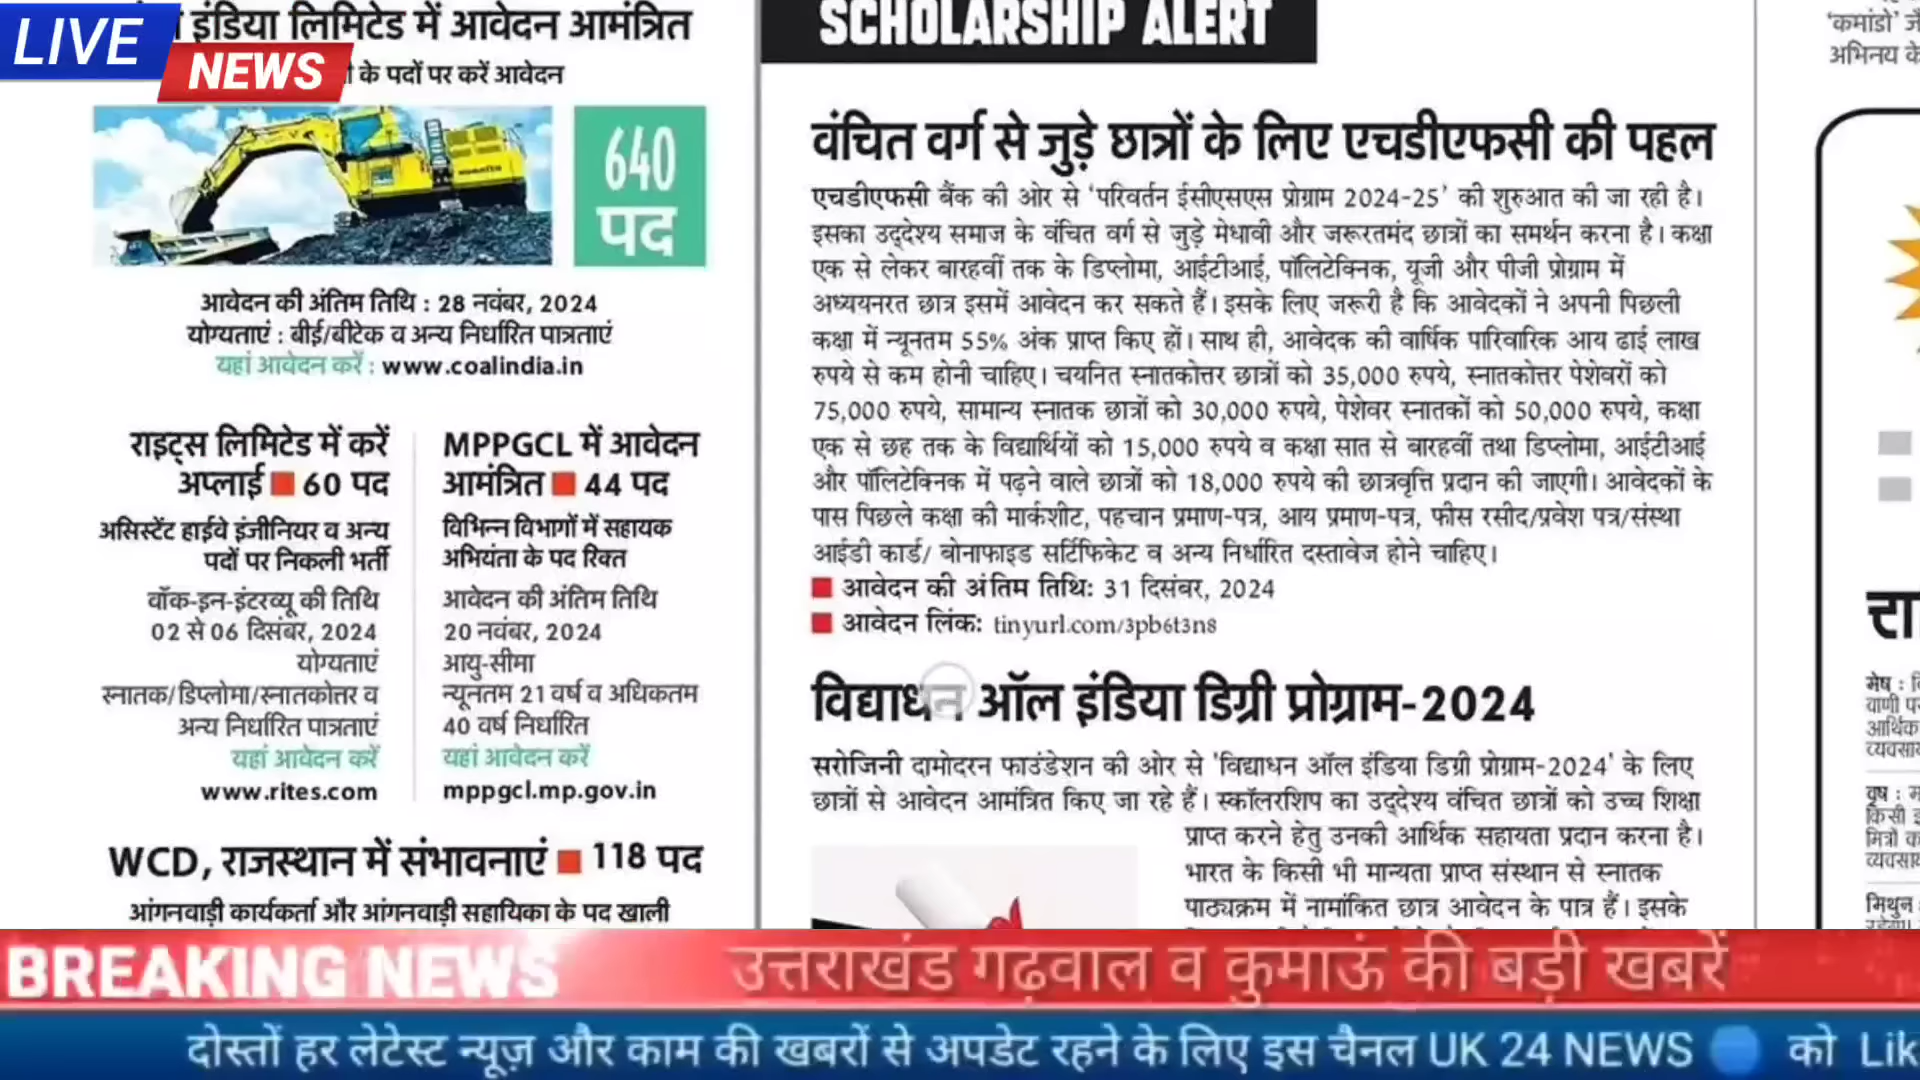 LIVE
NEWS
इंडिया लिमिटेड में आवेदन आमंत्रित
के पदों पर करें आवेदन
640
पद
आवेदन की अंतिम तिथि : 28 नवंबर, 2024
योग्यताएं : बीई/बीटेक व अन्य निर्धारित पात्रताएं
यहां आवेदन करें : www.coalindia.in
राइट्स लिमिटेड में करें
अप्लाई 60 पद
असिस्टेंट हाईवे इंजीनियर व अन्य
पदों पर निकली भर्ती
वॉक-इन-इंटरव्यू की तिथि
02 से 06 दिसंबर, 2024
योग्यताएं
स्नातक/डिप्लोमा/स्नातकोत्तर व
अन्य निर्धारित पात्रताएं
यहां आवेदन करें
www.rites.com
MPPGCL में आवेदन
आमंत्रित 44 पद
विभिन्न विभागों में सहायक
अभियंता के पद रिक्त
आवेदन की अंतिम तिथि
20 नवंबर, 2024
आयु-सीमा
न्यूनतम 21 वर्ष व अधिकतम
40 वर्ष निर्धारित
यहां आवेदन करें
mppgcl.mp.gov.in
WCD, राजस्थान में संभावनाएं 118 पद
आंगनवाड़ी कार्यकर्ता और आंगनवाड़ी सहायिका के पद खाली
SCHOLARSHIP ALERT
वंचित वर्ग से जुड़े छात्रों के लिए एचडीएफसी की पहल
एचडीएफसी बैंक की ओर से 'परिवर्तन ईसीएसएस प्रोग्राम 2024-25' की शुरुआत की जा रही है।
इसका उद्देश्य समाज के वंचित वर्ग से जुड़े मेधावी और जरूरतमंद छात्रों का समर्थन करना है। कक्षा
एक से लेकर बारहवीं तक के डिप्लोमा, आईटीआई, पॉलिटेक्निक, यूजी और पीजी प्रोग्राम में
अध्ययनरत छात्र इसमें आवेदन कर सकते हैं। इसके लिए जरूरी है कि आवेदकों ने अपनी पिछली
कक्षा में न्यूनतम 55% अंक प्राप्त किए हों। साथ ही, आवेदक की वार्षिक पारिवारिक आय ढाई लाख
रुपये से कम होनी चाहिए। चयनित स्नातकोत्तर छात्रों को 35,000 रुपये, स्नातकोत्तर पेशेवरों को
75,000 रुपये, सामान्य स्नातक छात्रों को 30,000 रुपये, पेशेवर स्नातकों को 50,000 रुपये, कक्षा
एक से छह तक के विद्यार्थियों को 15,000 रुपये व कक्षा सात से बारहवीं तथा डिप्लोमा, आईटीआई
और पॉलिटेक्निक में पढ़ने वाले छात्रों को 18,000 रुपये की छात्रवृत्ति प्रदान की जाएगी। आवेदकों के
पास पिछले कक्षा की मार्कशीट, पहचान प्रमाण-पत्र, आय प्रमाण-पत्र, फीस रसीद/प्रवेश पत्र/संस्था
आईडी कार्ड/ बोनाफाइड सर्टिफिकेट व अन्य निर्धारित दस्तावेज होने चाहिए।
आवेदन की अंतिम तिथि: 31 दिसंबर, 2024
आवेदन लिंक: tinyurl.com/3pb6t3n8
विद्याधन ऑल इंडिया डिग्री प्रोग्राम-2024
सरोजिनी दामोदरन फाउंडेशन की ओर से 'विद्याधन ऑल इंडिया डिग्री प्रोग्राम-2024' के लिए
छात्रों से आवेदन आमंत्रित किए जा रहे हैं। स्कॉलरशिप का उद्देश्य वंचित छात्रों को उच्च शिक्षा
प्राप्त करने हेतु उनकी आर्थिक सहायता प्रदान करना है।
भारत के किसी भी मान्यता प्राप्त संस्थान से स्नातक
पाठ्यक्रम में नामांकित छात्र आवेदन के पात्र हैं। इसके
'कमांडो'
अभिनय के
मेष :
वाणी
आर्थिक
वृष :
किसी
मित्रों
मिथुन
BREAKING NEWS
उत्तराखंड गढ़वाल व कुमाऊं की बड़ी खबरें
दोस्तों हर लेटेस्ट न्यूज़ और काम की खबरों से अपडेट रहने के लिए इस चैनल UK 24 NEWS को Lik